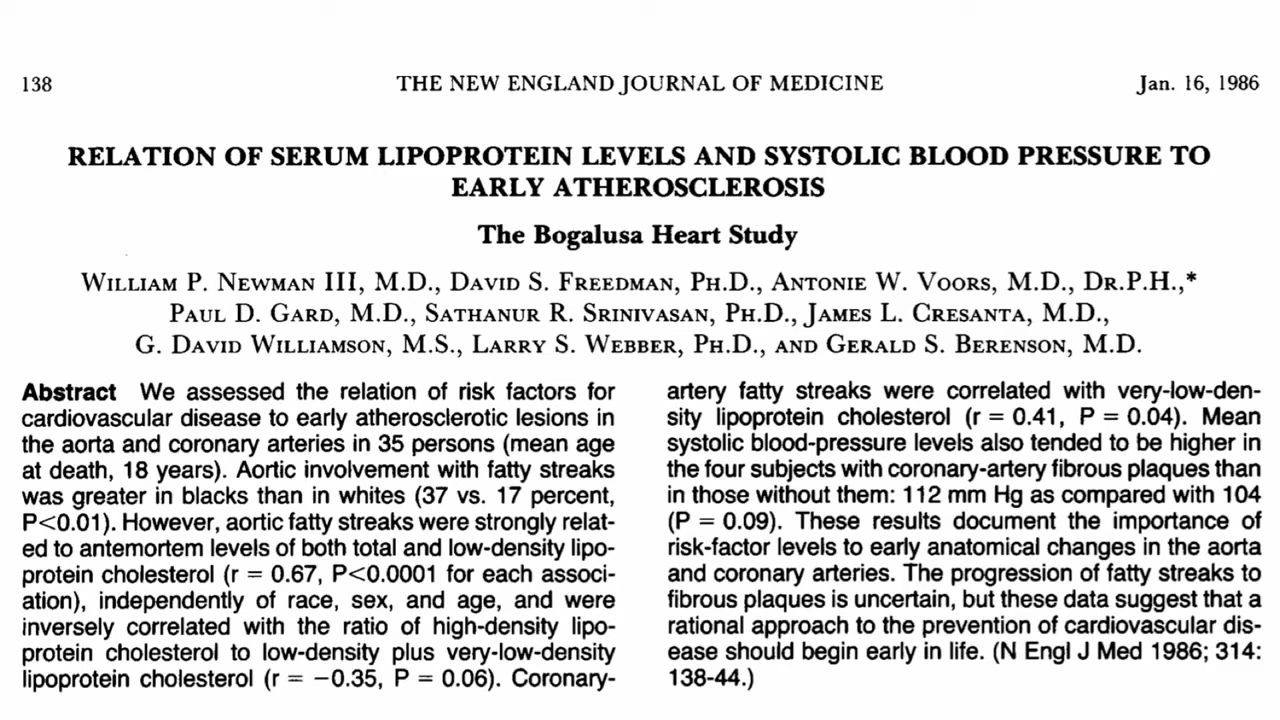 138 THE NEW ENGLAND JOURNAL OF MEDICINE Jan. 16, 1986
RELATION OF SERUM LIPOPROTEIN LEVELS AND SYSTOLIC BLOOD PRESSURE TO
EARLY ATHEROSCLEROSIS
The Bogalusa Heart Study
WILLIAM P. NEWMAN III, M.D., DAVID S. FREEDMAN, PH.D., ANTONIE W. VOORS, M.D., DR.P.H.,*
PAUL D. GARD, M.D., SATHANUR R. SRINIVASAN, PH.D., JAMES L. CRESANTA, M.D.,
G. DAVID WILLIAMSON, M.S., LARRY S. WEBBER, PH.D., AND GERALD S. BERENSON, M.D.
Abstract We assessed the relation of risk factors for
cardiovascular disease to early atherosclerotic lesions in
the aorta and coronary arteries in 35 persons (mean age
at death, 18 years). Aortic involvement with fatty streaks
was greater in blacks than in whites (37 vs. 17 percent,
P<0.01). However, aortic fatty streaks were strongly relat-
ed to antemortem levels of both total and low-density lipo-
protein cholesterol (r = 0.67, P<0.0001 for each associ-
ation), independently of race, sex, and age, and were
inversely correlated with the ratio of high-density lipo-
protein cholesterol to low-density plus very-low-density
lipoprotein cholesterol (r = −0.35, P = 0.06). Coronary-
artery fatty streaks were correlated with very-low-den-
sity lipoprotein cholesterol (r = 0.41, P = 0.04). Mean
systolic blood-pressure levels also tended to be higher in
the four subjects with coronary-artery fibrous plaques than
in those without them: 112 mm Hg as compared with 104
(P = 0.09). These results document the importance of
risk-factor levels to early anatomical changes in the aorta
and coronary arteries. The progression of fatty streaks to
fibrous plaques is uncertain, but these data suggest that a
rational approach to the prevention of cardiovascular dis-
ease should begin early in life. (N Engl J Med 1986; 314:
138-44.)